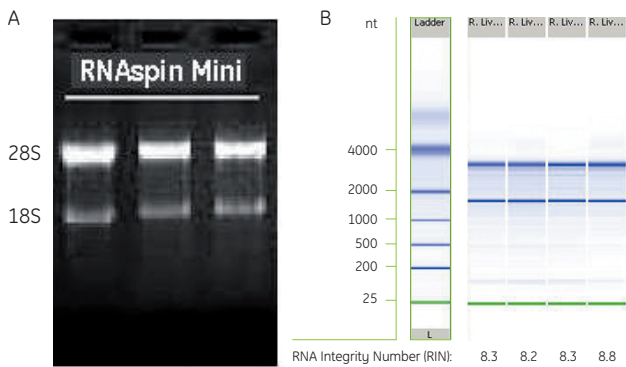 A
RNAspin Mini
28S
18S
B
nt
Ladder
R. Liv... R. Liv... R. Liv... R. Liv...
4000
2000
1000
500
200
25
L
RNA Integrity Number (RIN): 8.3 8.2 8.3 8.8